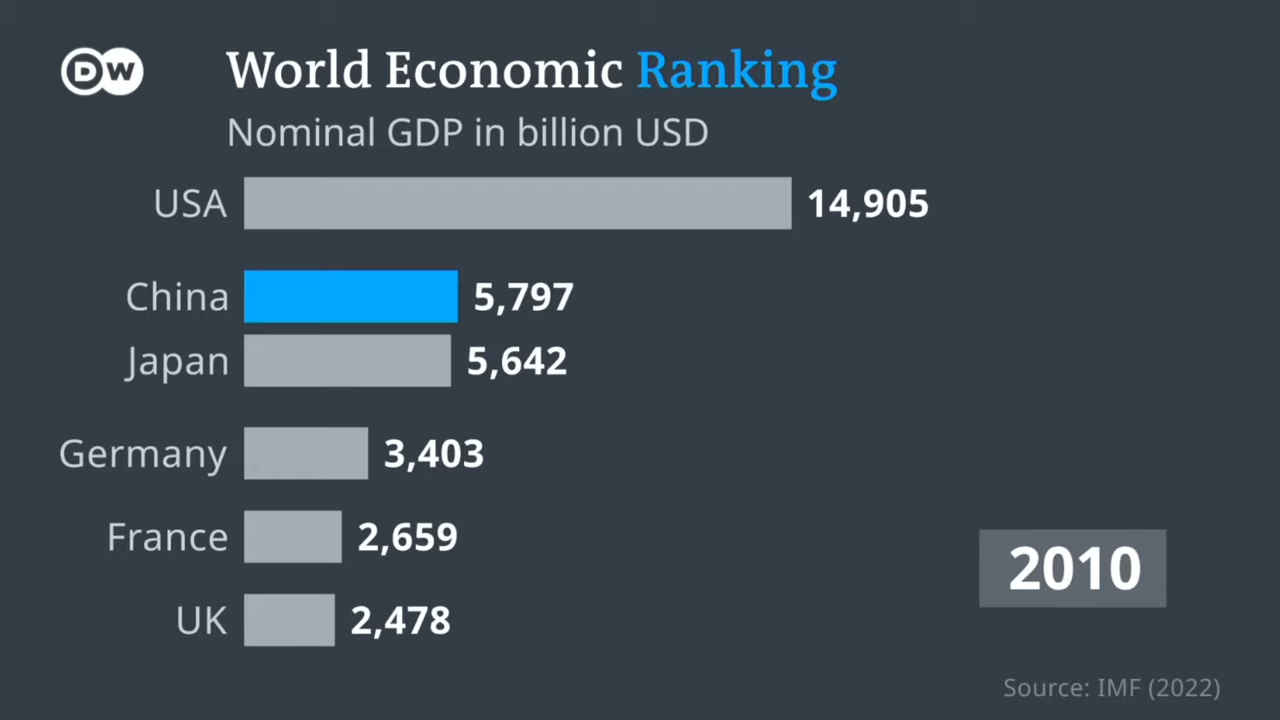 DW
World Economic Ranking
Nominal GDP in billion USD
USA 14,905
China 5,797
Japan 5,642
Germany 3,403
France 2,659
UK 2,478
2010
Source: IMF (2022)